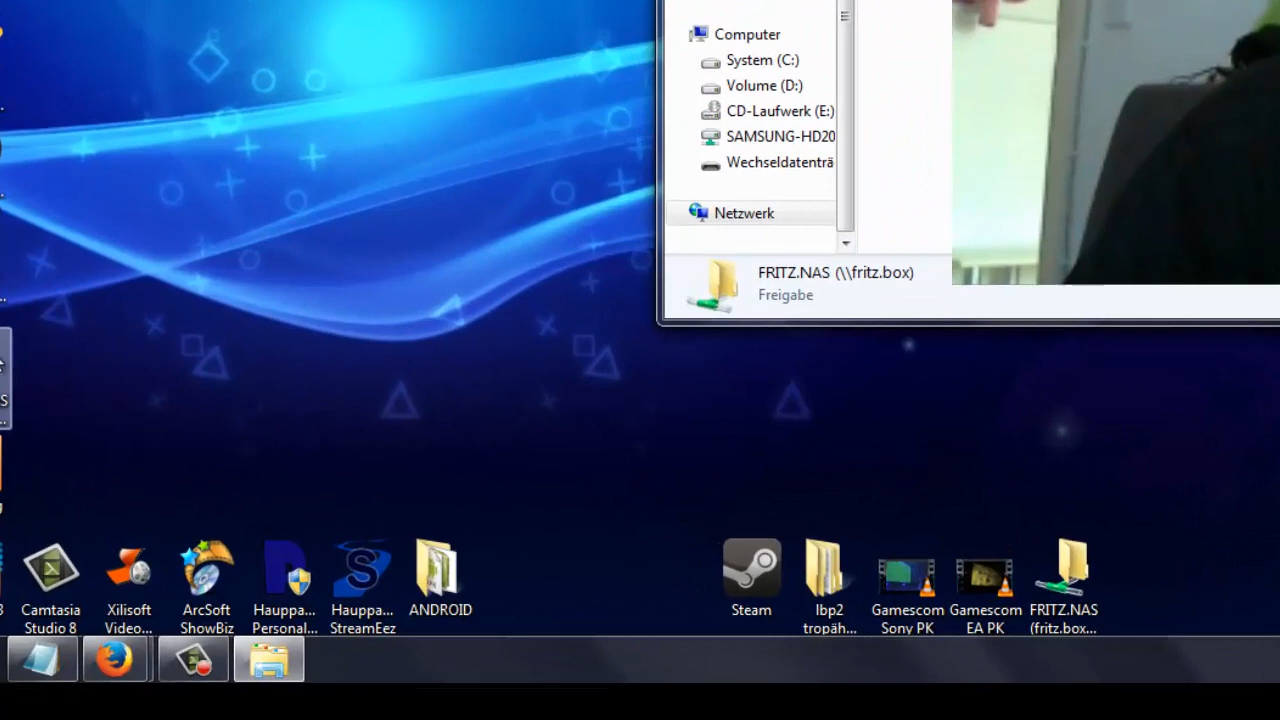 Computer
System (C:)
Volume (D:)
CD-Laufwerk (E:)
SAMSUNG-HD20
Wechseldatenträ
Netzwerk
FRITZ.NAS (\\fritz.box)
Freigabe
Camtasia
Studio 8
Xilisoft
Video...
ArcSoft
ShowBiz
Hauppa...
Personal...
Hauppa...
StreamEez
ANDROID
Steam
lbp2
tropäh...
Gamescom
Sony PK
Gamescom
EA PK
FRITZ.NAS
(fritz.box...